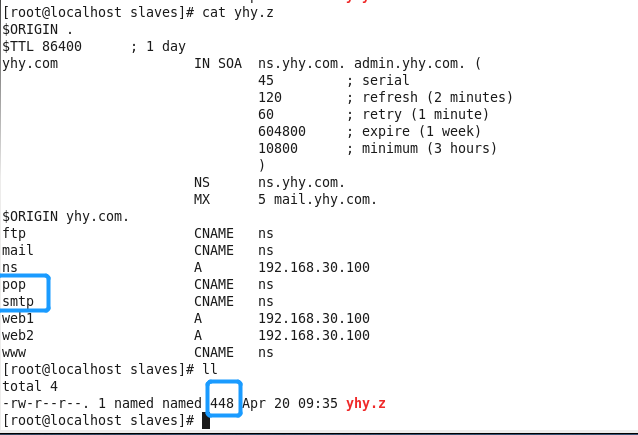 [root@localhost slaves]# cat yhy.z
$ORIGIN .
$TTL 86400      ; 1 day
yhy.com                 IN SOA  ns.yhy.com. admin.yhy.com. (
                                45         ; serial
                                120        ; refresh (2 minutes)
                                60         ; retry (1 minute)
                                604800     ; expire (1 week)
                                10800      ; minimum (3 hours)
                                )
                        NS      ns.yhy.com.
                        MX      5 mail.yhy.com.
$ORIGIN yhy.com.
ftp                     CNAME   ns
mail                    CNAME   ns
ns                      A       192.168.30.100
pop                     CNAME   ns
smtp                    CNAME   ns
web1                    A       192.168.30.100
web2                    A       192.168.30.100
www                     CNAME   ns
[root@localhost slaves]# ll
total 4
-rw-r--r--. 1 named named 448 Apr 20 09:35 yhy.z
[root@localhost slaves]#